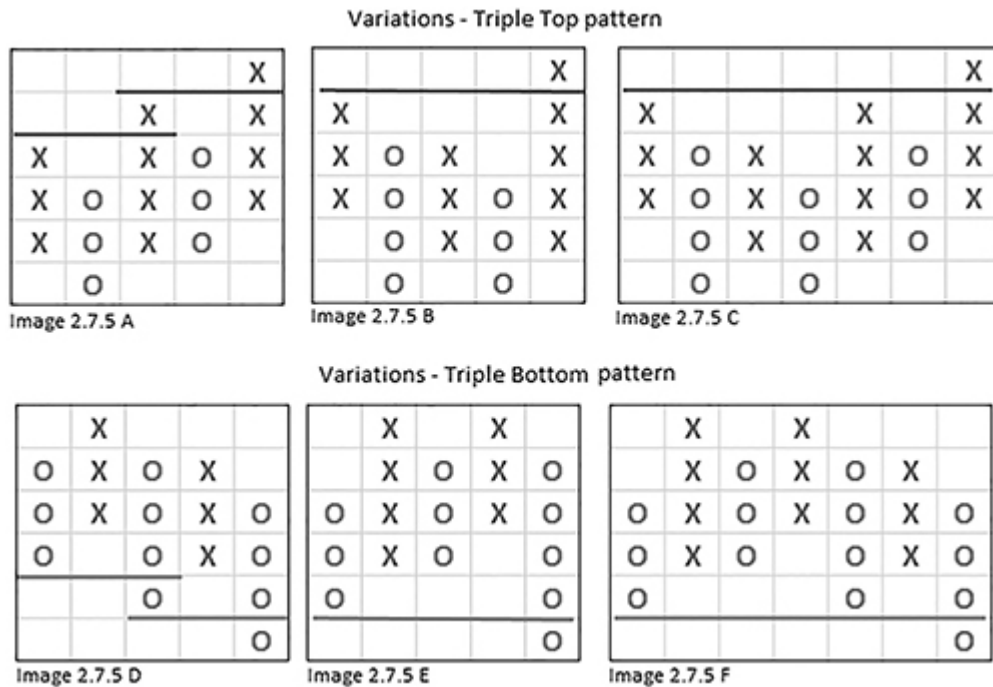 Variations - Triple Top pattern
X X X
X X X X X X
X X O X X O X X X O X X O X
X O X O X X O X O X X O X O X O X
X O X O O X O X O X O X O
O O O O O
Image 2.7.5 A Image 2.7.5 B Image 2.7.5 C
Variations - Triple Bottom pattern
X X X X X
O X O X X O X O X O X O X
O X O X O O X O X O O X O X O X O
O O X O O X O O O X O O X O
O O O O O O O
O O O
Image 2.7.5 D Image 2.7.5 E Image 2.7.5 F